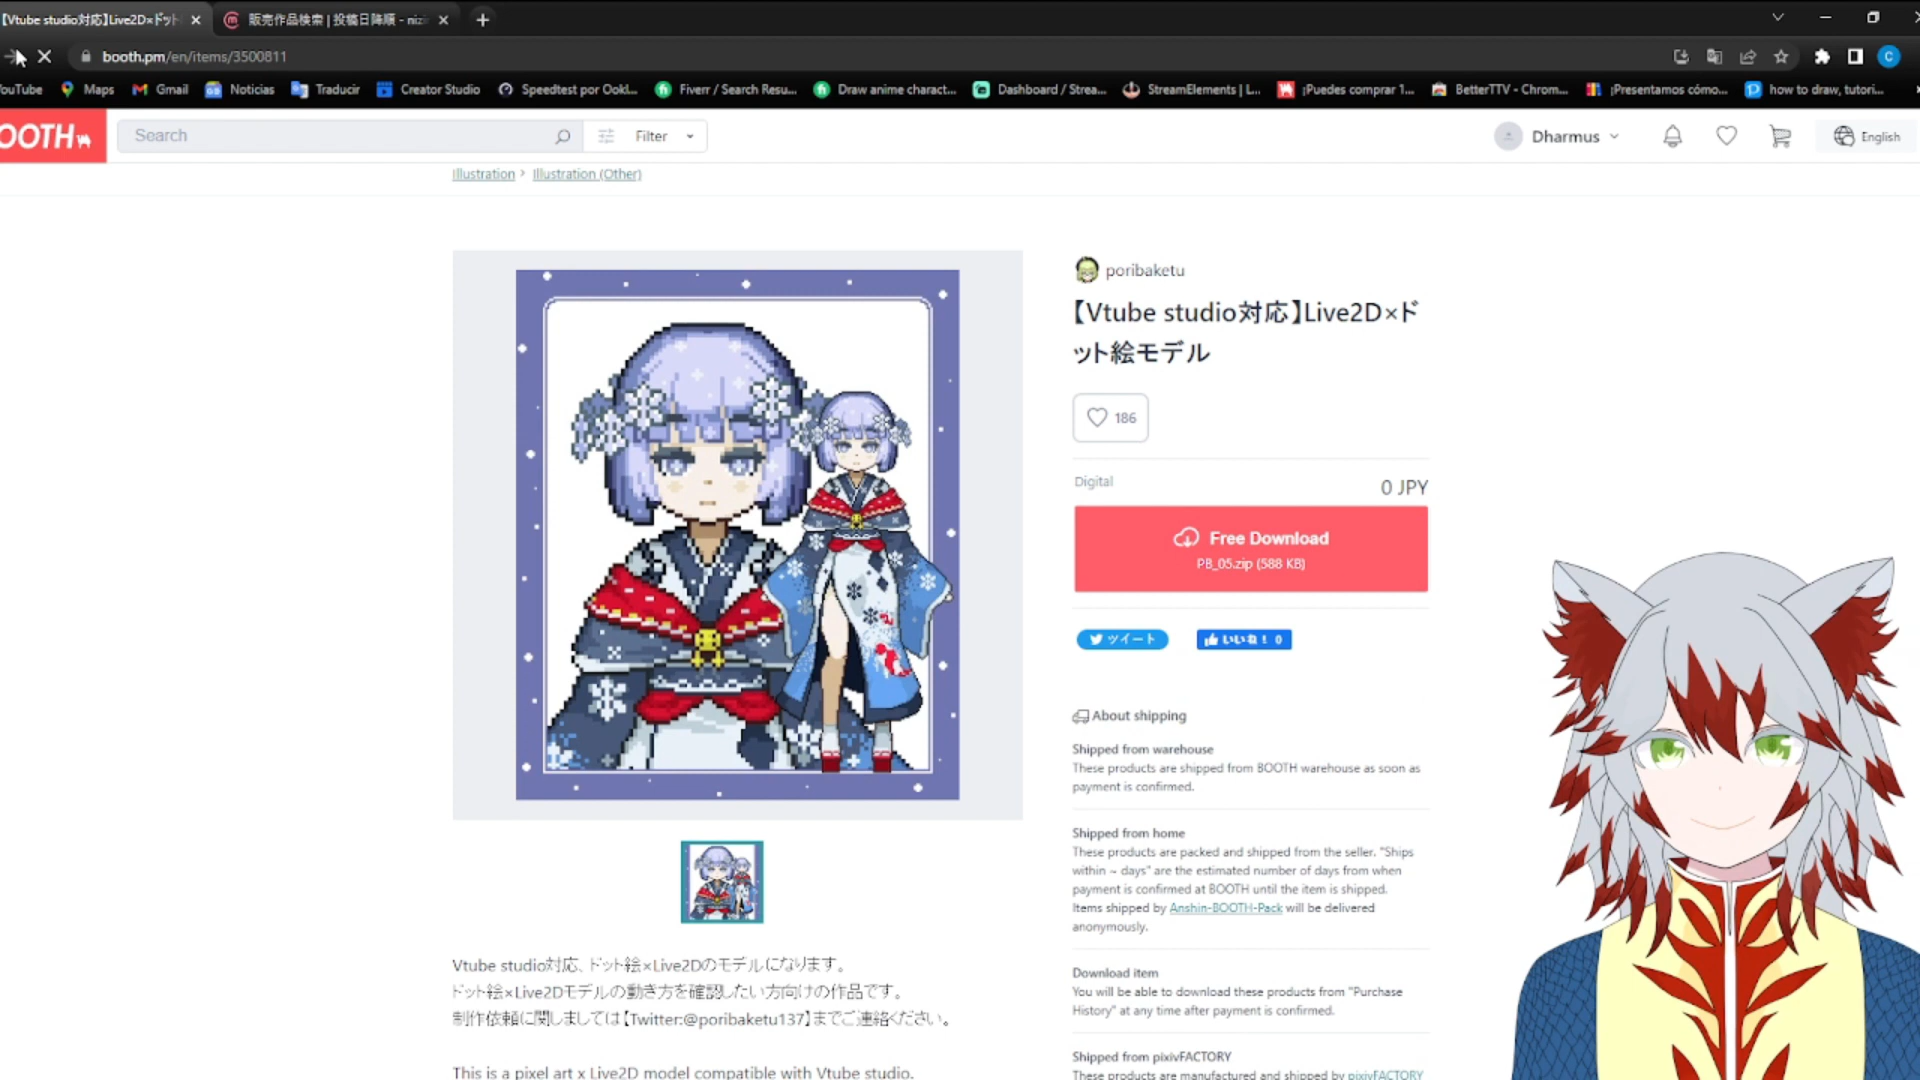 【Vtube studio対応】Live2D×ドット
販売作品検索 | 投稿日降順 - nizi
booth.pm/en/items/3500811
YouTube
Maps
Gmail
Noticias
Traducir
Creator Studio
Speedtest por Ookl...
Fiverr / Search Resu...
Draw anime charact...
Dashboard / Strea...
StreamElements | L...
¡Puedes comprar 1...
BetterTTV - Chrom...
¡Presentamos cómo...
how to draw, tutori...
C
OOTH
Search
Filter
Dharmus
English
Illustration > Illustration (Other)
poribaketu
【Vtube studio対応】Live2D×ド
ット絵モデル
186
Digital
0 JPY
Free Download
PB_05.zip (588 KB)
ツイート
いいね! 0
About shipping
Shipped from warehouse
These products are shipped from BOOTH warehouse as soon as
payment is confirmed.
Shipped from home
These products are packed and shipped from the seller. "Ships
within ~ days" are the estimated number of days from when
payment is confirmed at BOOTH until the item is shipped.
Items shipped by Anshin-BOOTH-Pack will be delivered
anonymously.
Download item
You will be able to download these products from "Purchase
History" at any time after payment is confirmed.
Shipped from pixivFACTORY
These products are manufactured and shipped by pixivFACTORY
Vtube studio対応、ドット絵×Live2Dのモデルになります。
ドット絵×Live2Dモデルの動き方を確認したい方向けの作品です。
制作依頼に関しましては【Twitter:@poribaketu137】までご連絡ください。
This is a pixel art x Live2D model compatible with Vtube studio.